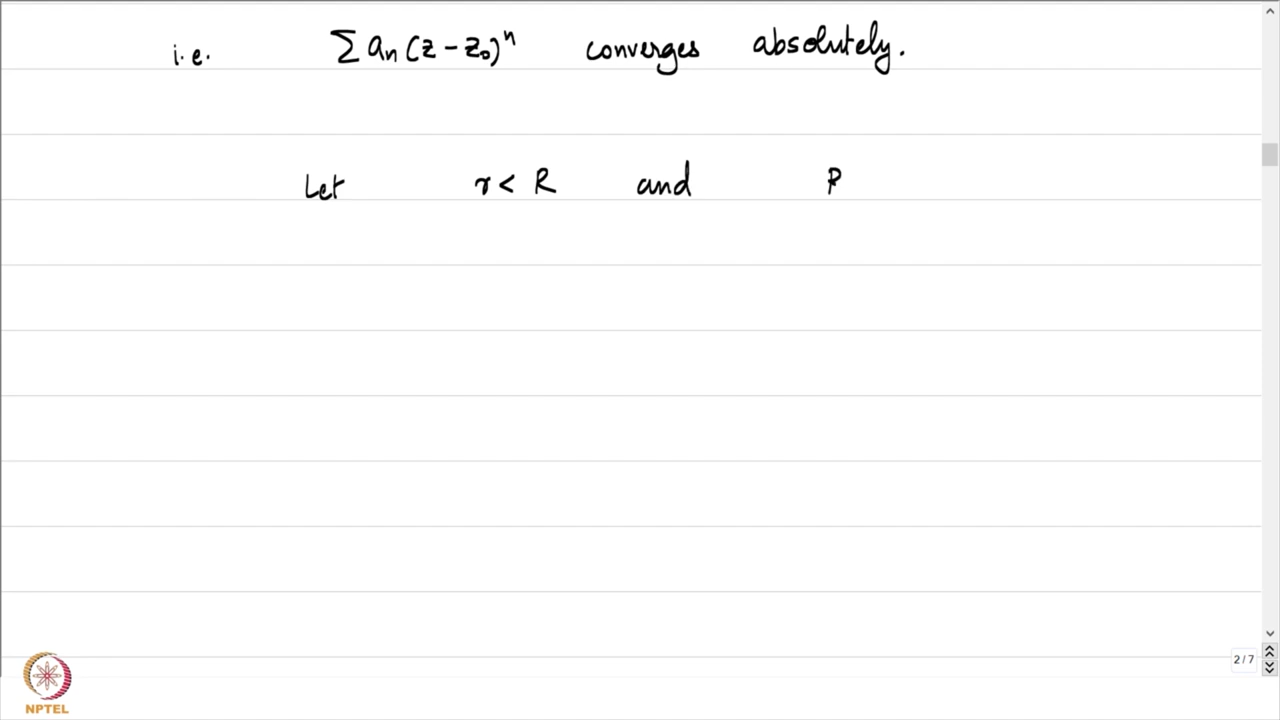 i.e. ∑ aₙ (z - z₀)ⁿ converges absolutely.
Let r < R and P
2 / 7
NPTEL